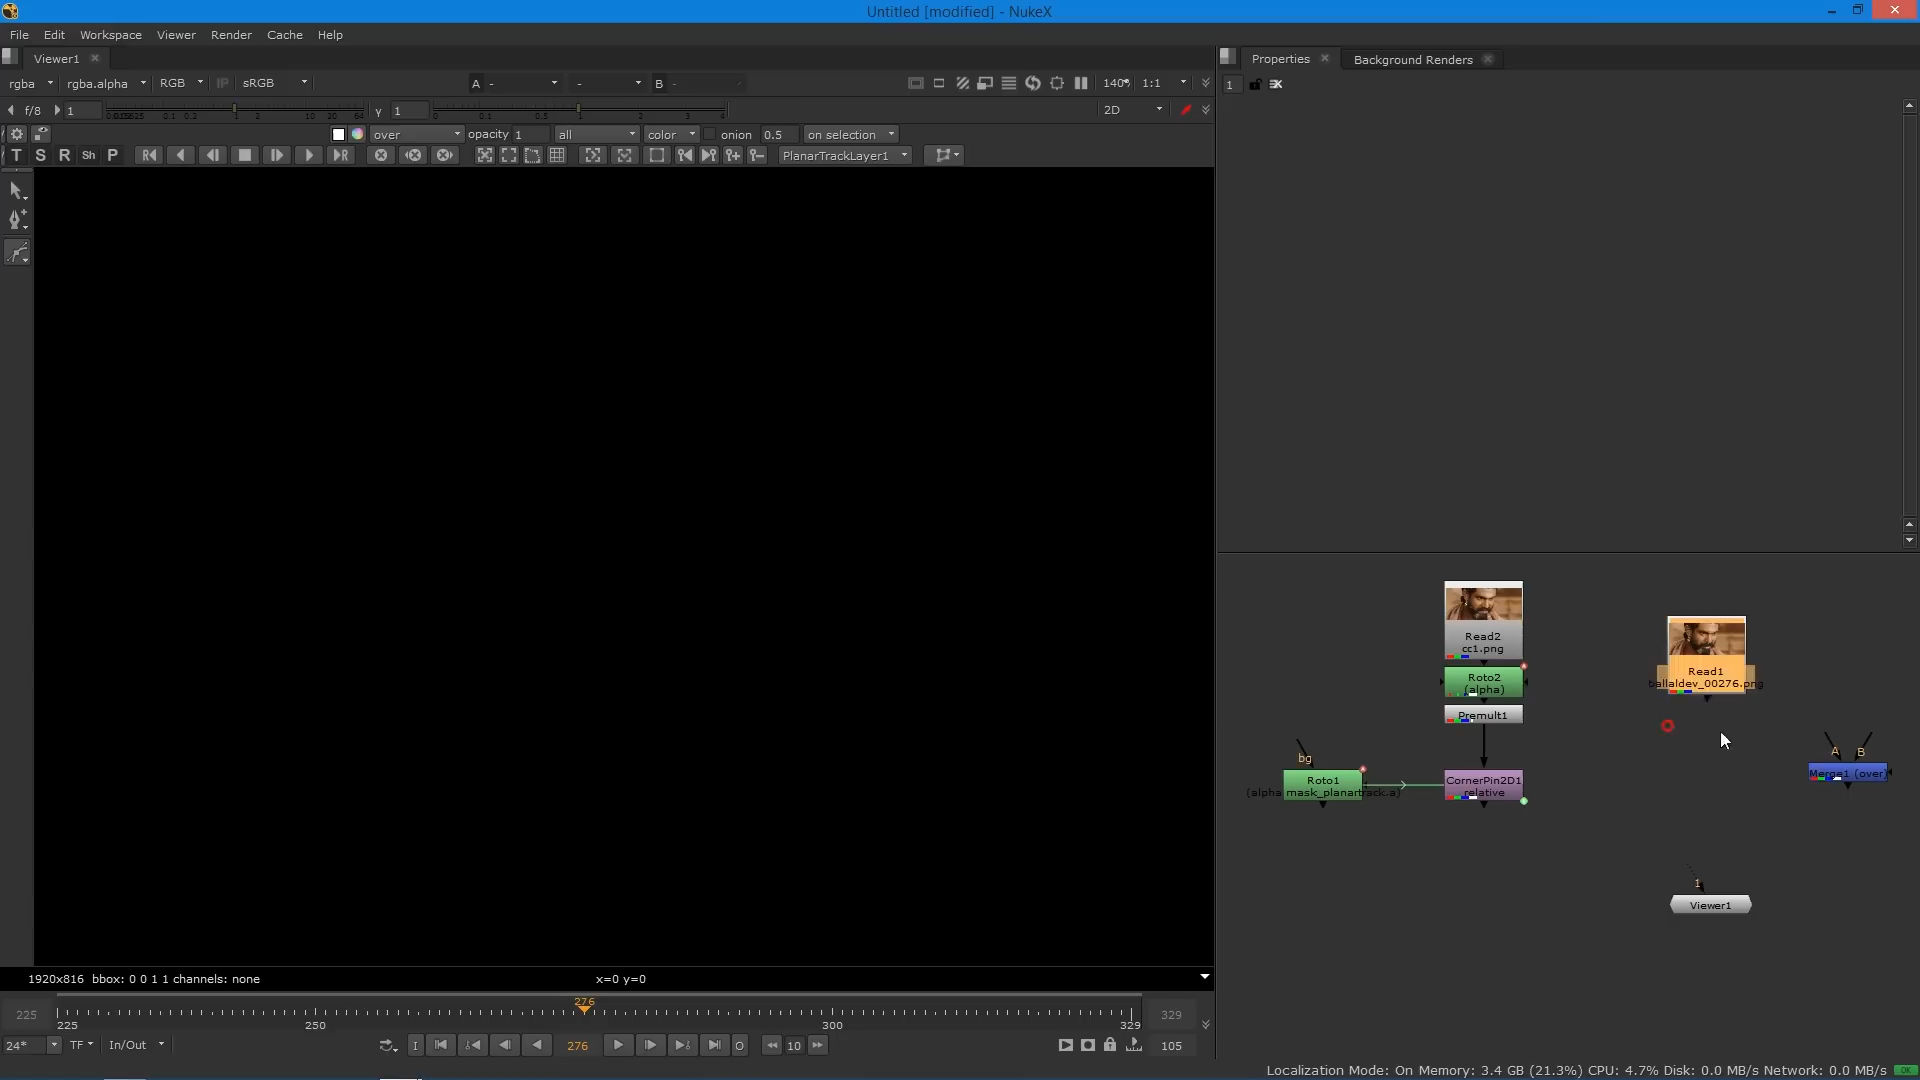 Untitled [modified] - NukeX
File Edit Workspace Viewer Render Cache Help
Viewer1
Properties
Background Renders
rgba rgba.alpha RGB IP sRGB A - - B - 140* 1:1
1
f/8 1 γ 1 2D
over opacity 1 all color onion 0.5 on selection
T S R Sh P PlanarTrackLayer1
Read2
cc1.png
Roto2
(alpha)
Premult1
Read1
ballaldev_00276.png
bg
Roto1
(alpha mask_planartrack.a)
CornerPin2D1
relative
A B
Merge1 (over)
1
Viewer1
1920x816 bbox: 0 0 1 1 channels: none x=0 y=0
276
225 225 250 300 329 329
24* TF In/Out I 276 O 10 105
Localization Mode: On Memory: 3.4 GB (21.3%) CPU: 4.7% Disk: 0.0 MB/s Network: 0.0 MB/s OK